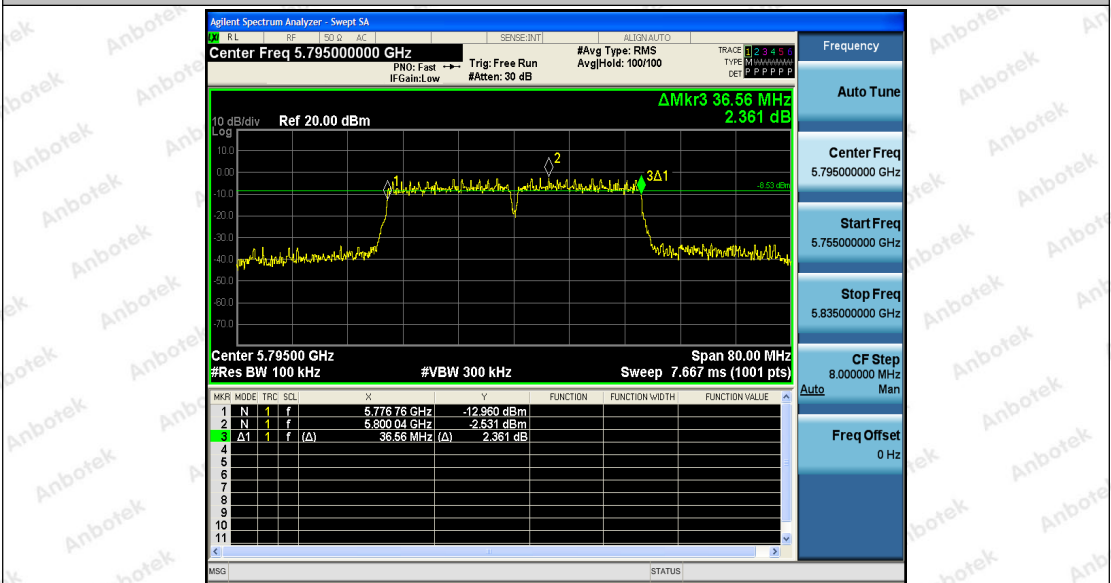 Agilent Spectrum Analyzer - Swept SA
RL RF 50 Ω AC SENSE:INT ALIGNAUTO
Center Freq 5.795000000 GHz
PNO: Fast
IFGain:Low
Trig: Free Run
#Atten: 30 dB
#Avg Type: RMS
Avg|Hold: 100/100
TRACE 1 2 3 4 5 6
TYPE M
DET P P P P P P
ΔMkr3 36.56 MHz
2.361 dB
10 dB/div Ref 20.00 dBm
Log
10.0
0.00
-10.0
-20.0
-30.0
-40.0
-50.0
-60.0
-70.0
1
2
3Δ1
-8.53 dBm
Center 5.79500 GHz Span 80.00 MHz
#Res BW 100 kHz #VBW 300 kHz Sweep 7.667 ms (1001 pts)
MKR MODE TRC SCL X Y FUNCTION FUNCTION WIDTH FUNCTION VALUE
1 N 1 f 5.776 76 GHz -12.960 dBm
2 N 1 f 5.800 04 GHz -2.531 dBm
3 Δ1 1 f (Δ) 36.56 MHz (Δ) 2.361 dB
4
5
6
7
8
9
10
11
MSG STATUS
Frequency
Auto Tune
Center Freq
5.795000000 GHz
Start Freq
5.755000000 GHz
Stop Freq
5.835000000 GHz
CF Step
8.000000 MHz
Auto Man
Freq Offset
0 Hz
Anbotek